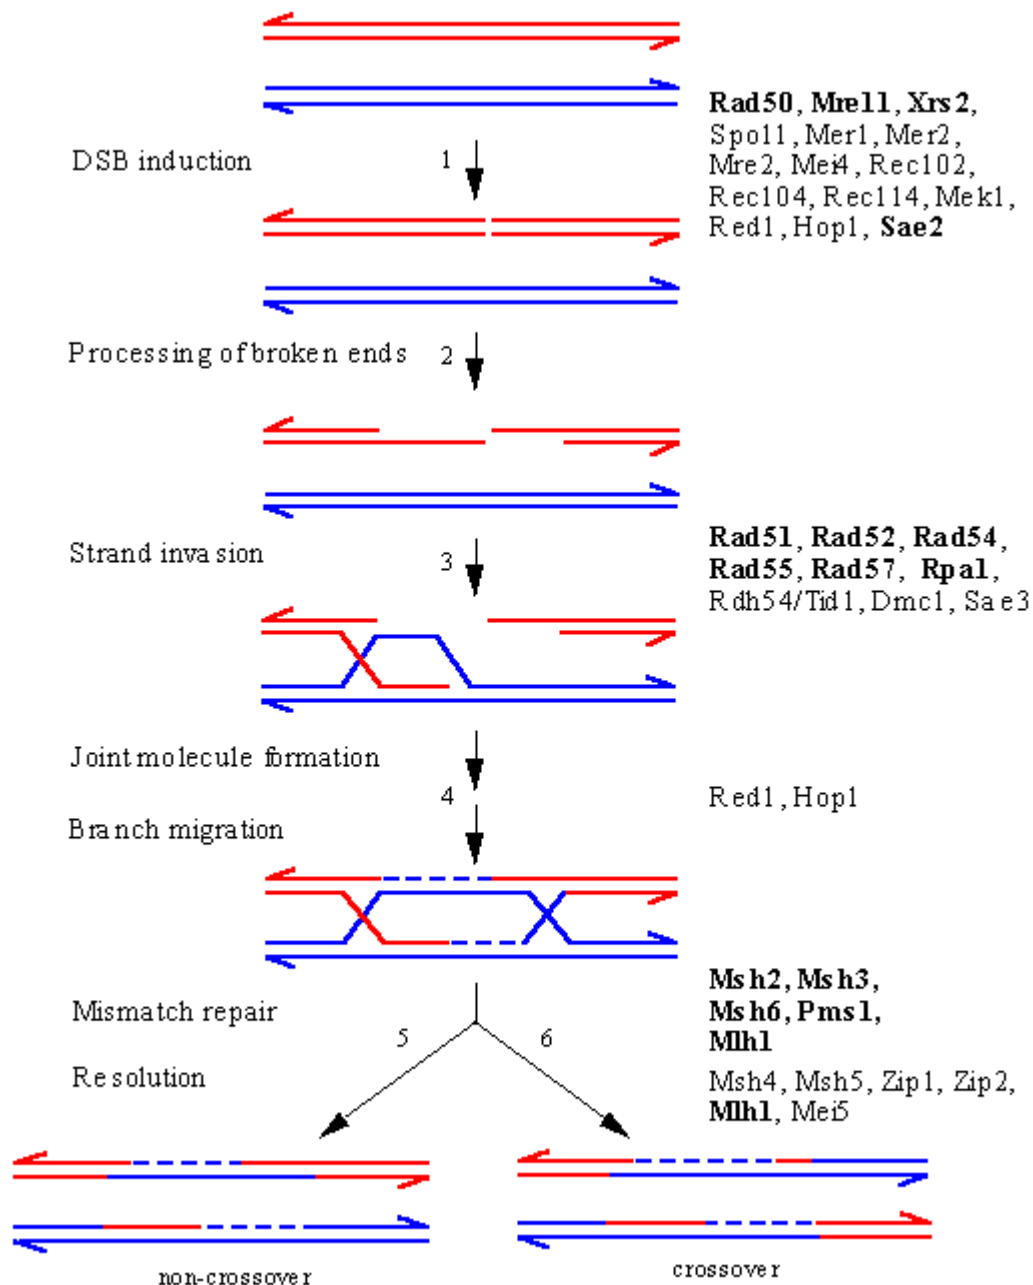 Rad50, Mre11, Xrs2,
Spo11, Mer1, Mer2,
DSB induction
1
Mre2, Mei4, Rec102,
Rec104, Rec114, Mek1,
Red1, Hop1, Sae2
Processing of broken ends
2
Strand invasion
3
Rad51, Rad52, Rad54,
Rad55, Rad57, Rpa1,
Rdh54/Tid1, Dmc1, Sae3
Joint molecule formation
4
Red1, Hop1
Branch migration
Mismatch repair
5
6
Msh2, Msh3,
Msh6, Pms1,
Mlh1
Resolution
Msh4, Msh5, Zip1, Zip2,
Mlh1, Mei5
non-crossover
crossover